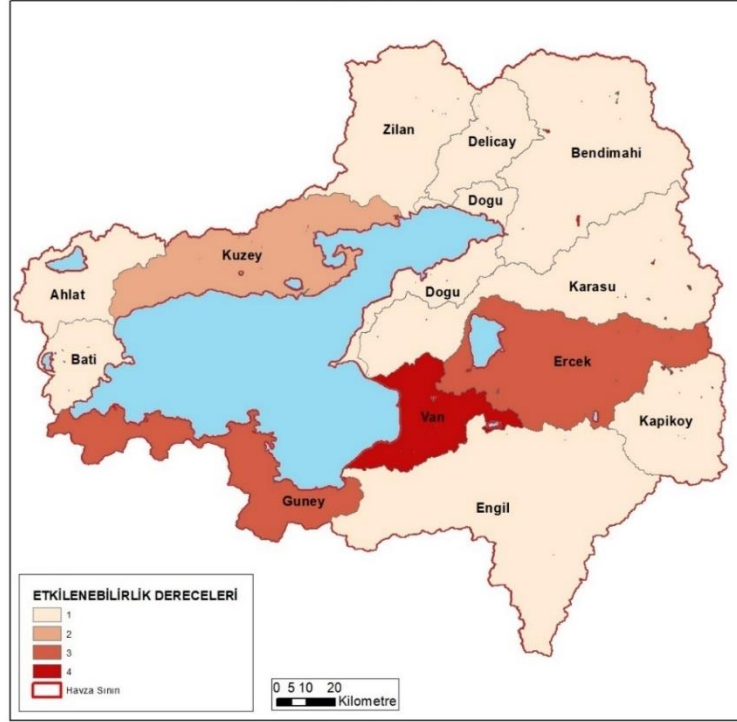 Zilan
Delicay
Bendimahi
Dogu
Kuzey
Ahlat
Dogu
Karasu
Bati
Ercek
Van
Kapikoy
Guney
Engil
ETKİLENEBİLİRLİK DERECELERİ
1
2
3
4
Havza Sınırı
0 5 10 20
Kilometre